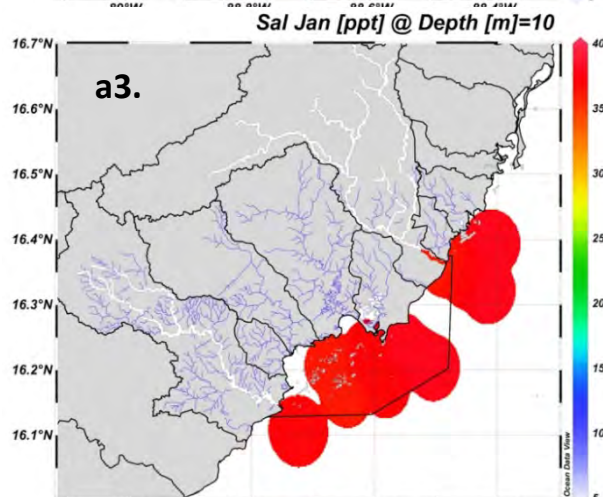 Sal Jan [ppt] @ Depth [m]=10
a3.
16.7°N
16.6°N
16.5°N
16.4°N
16.3°N
16.2°N
16.1°N
40
35
30
25
20
15
10
Ocean Data View